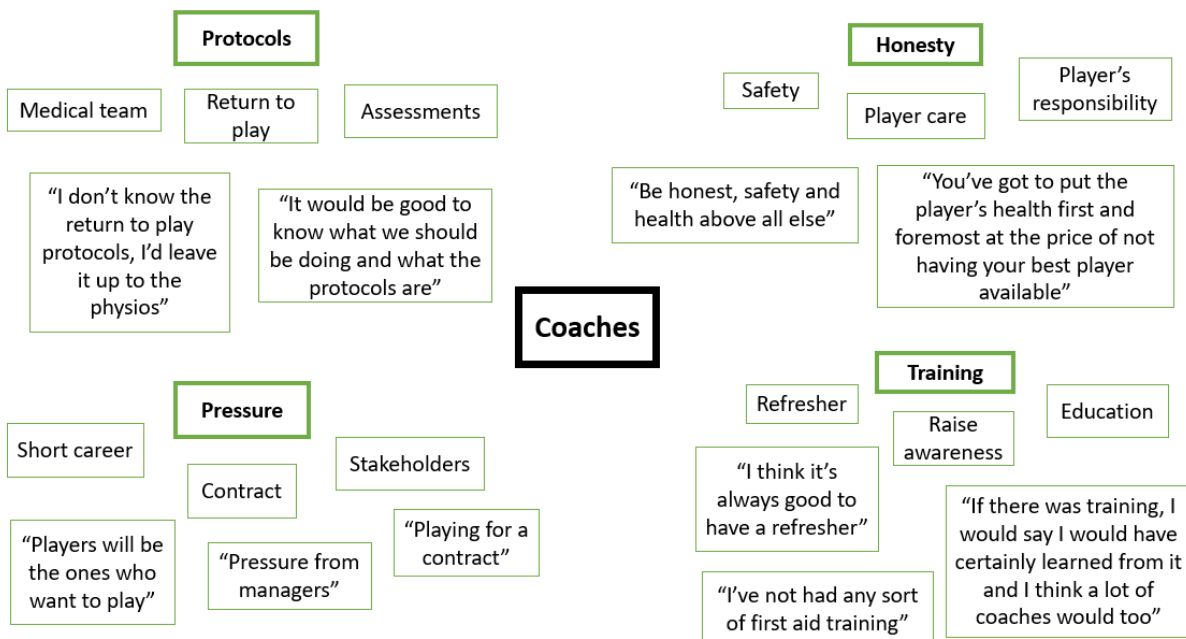 Protocols
Medical team
Return to
play
Assessments
“I don’t know the
return to play
protocols, I’d leave
it up to the
physios”
“It would be good to
know what we should
be doing and what the
protocols are”
Honesty
Safety
Player care
Player’s
responsibility
“Be honest, safety and
health above all else”
“You’ve got to put the
player’s health first and
foremost at the price of not
having your best player
available”
Coaches
Pressure
Short career
Contract
Stakeholders
“Players will be
the ones who
want to play”
“Pressure from
managers”
“Playing for a
contract”
Training
Refresher
Raise
awareness
Education
“I think it’s
always good to
have a refresher”
“I’ve not had any sort
of first aid training”
“If there was training, I
would say I would have
certainly learned from it
and I think a lot of
coaches would too”